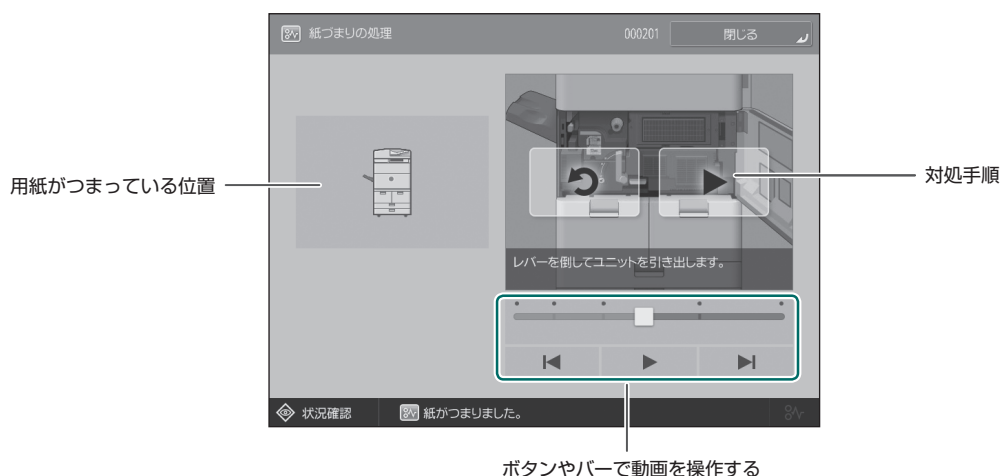 紙づまりの処理
000201
閉じる
用紙がつまっている位置
対処手順
レバーを倒してユニットを引き出します。
状況確認
紙がつまりました。
ボタンやバーで動画を操作する